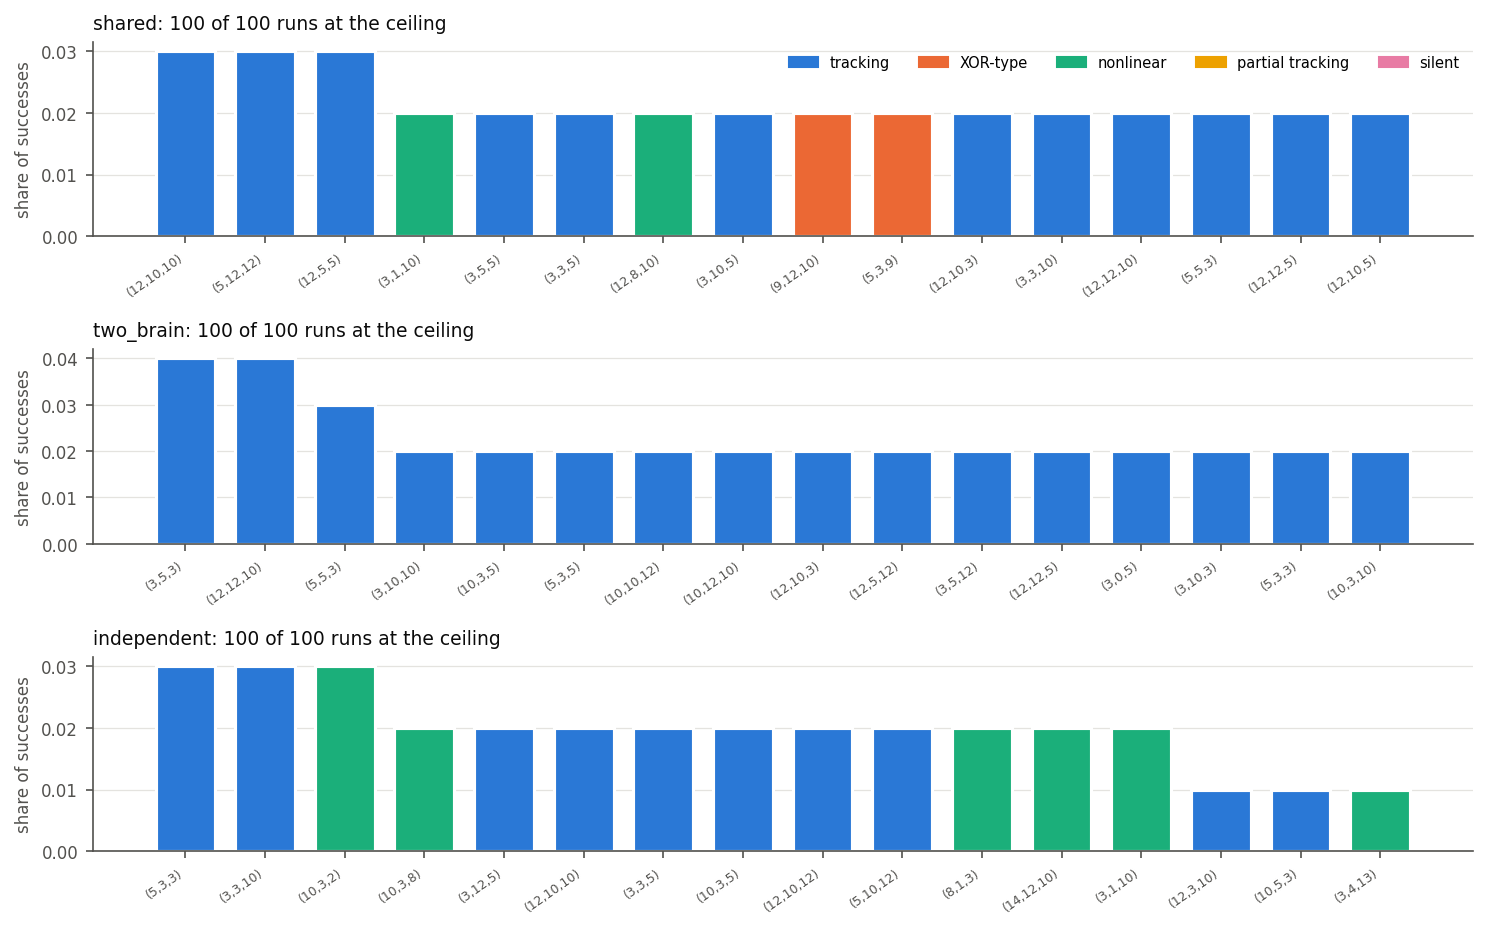 shared: 100 of 100 runs at the ceiling
tracking XOR-type nonlinear partial tracking silent
share of successes
0.03
0.02
0.01
0.00
(12,10,10) (5,12,12) (12,5,5) (3,1,10) (3,5,5) (3,3,5) (12,8,10) (3,10,5) (9,12,10) (5,3,9) (12,10,3) (3,3,10) (12,12,10) (5,5,3) (12,12,5) (12,10,5)
two_brain: 100 of 100 runs at the ceiling
share of successes
0.04
0.03
0.02
0.01
0.00
(3,5,3) (12,12,10) (5,5,3) (3,10,10) (10,3,5) (5,3,5) (10,10,12) (10,12,10) (12,10,3) (12,5,12) (3,5,12) (12,12,5) (3,0,5) (3,10,3) (5,3,3) (10,3,10)
independent: 100 of 100 runs at the ceiling
share of successes
0.03
0.02
0.01
0.00
(5,3,3) (3,3,10) (10,3,2) (10,3,8) (3,12,5) (12,10,10) (3,3,5) (10,3,5) (12,10,12) (5,10,12) (8,1,3) (14,12,10) (3,1,10) (12,3,10) (10,5,3) (3,4,13)